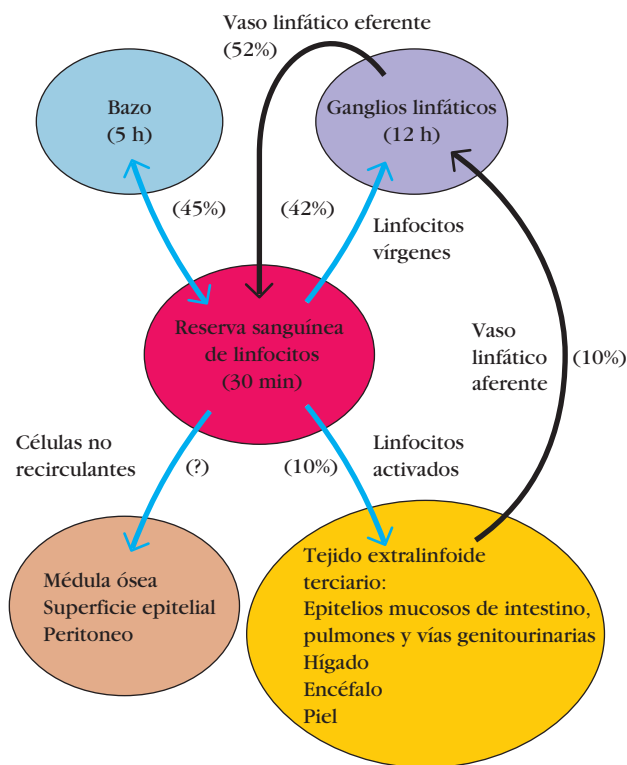 Vaso linfático eferente
(52%)
Bazo
(5 h)
Ganglios linfáticos
(12 h)
(45%)
(42%)
Linfocitos
vírgenes
Reserva sanguínea
de linfocitos
(30 min)
Vaso
linfático
aferente
(10%)
Células no
recirculantes
(?)
(10%)
Linfocitos
activados
Médula ósea
Superficie epitelial
Peritoneo
Tejido extralinfoide
terciario:
Epitelios mucosos de intestino,
pulmones y vías genitourinarias
Hígado
Encéfalo
Piel